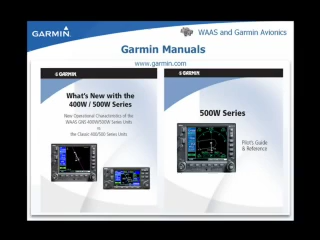 GARMIN
WAAS and Garmin Avionics
Garmin Manuals
www.garmin.com
GARMIN
What's New with the
400W / 500W Series
New Operational Characteristics of the
WAAS GNS 400W/500W Series Units
vs
the Classic 400/500 Series Units
GARMIN
500W Series
Pilot's Guide
& Reference